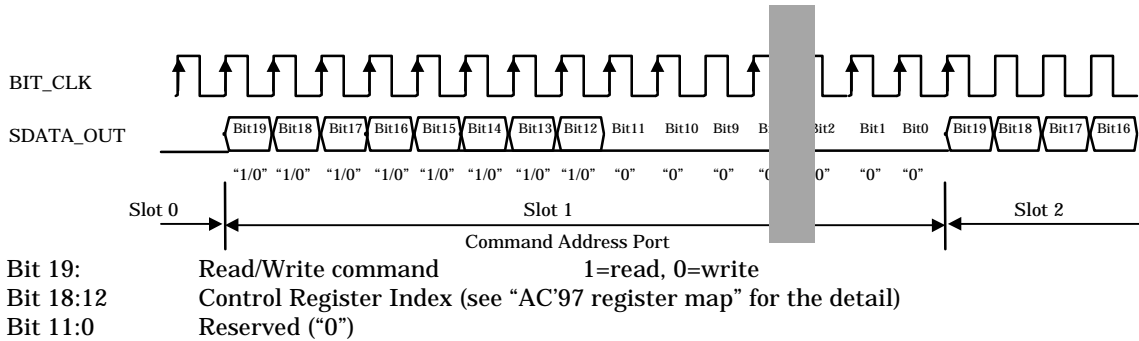 BIT_CLK
SDATA_OUT
Bit19 Bit18 Bit17 Bit16 Bit15 Bit14 Bit13 Bit12 Bit11 Bit10 Bit9 Bit1 Bit0 Bit19 Bit18 Bit17 Bit16
“1/0” “1/0” “1/0” “1/0” “1/0” “1/0” “1/0” “1/0” “0” “0” “0” “0” “0”
Slot 0 Slot 1 Slot 2
Command Address Port
Bit 19: Read/Write command 1=read, 0=write
Bit 18:12 Control Register Index (see “AC’97 register map” for the detail)
Bit 11:0 Reserved (“0”)